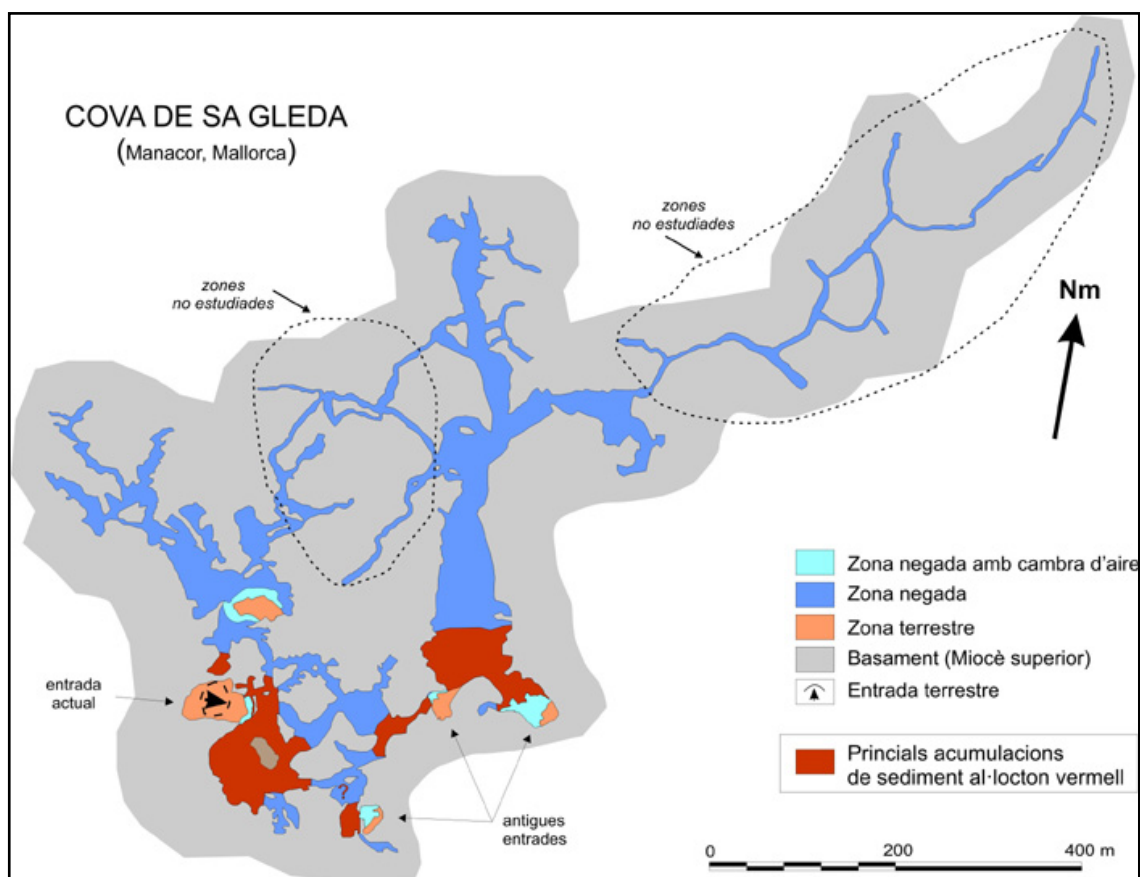 COVA DE SA GLEDA
(Manacor, Mallorca)
zones
no estudiades
zones
no estudiades
Nm
entrada
actual
?
antigues
entrades
Zona negada amb cambra d'aire
Zona negada
Zona terrestre
Basament (Miocè superior)
Entrada terrestre
Princials acumulacions
de sediment al·locton vermell
0 200 400 m